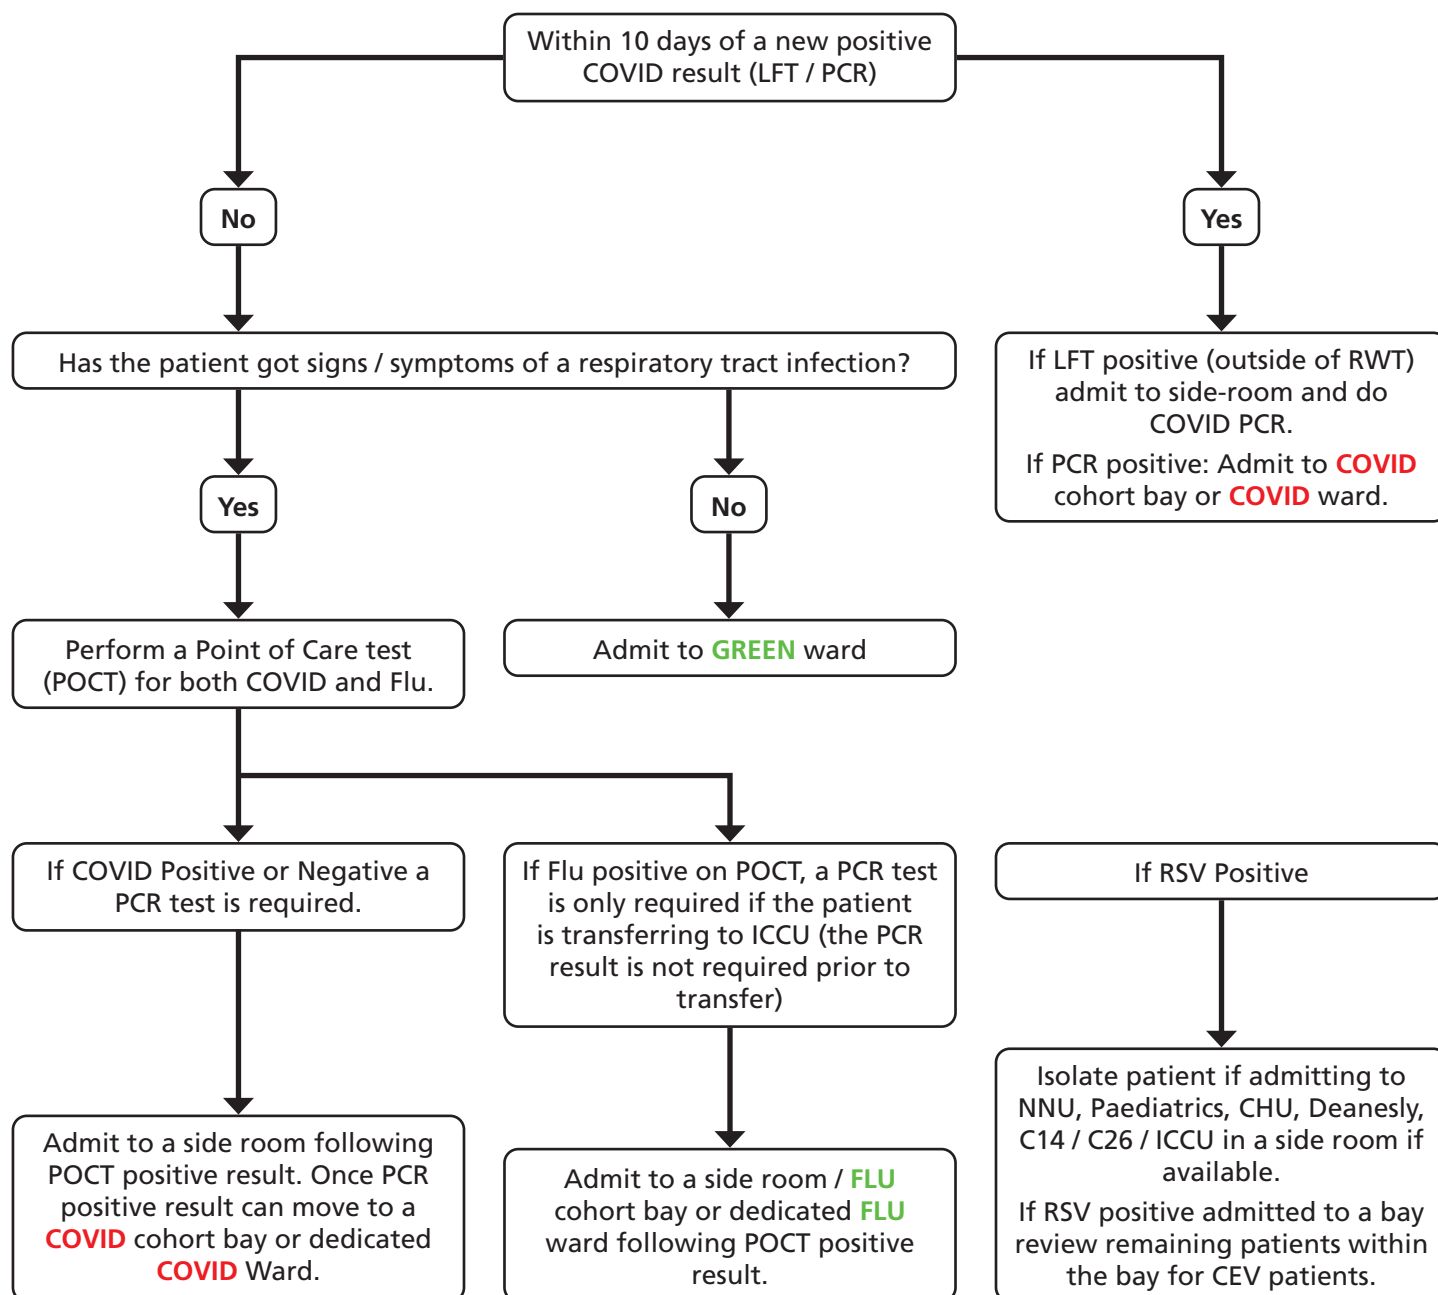 Within 10 days of a new positive
COVID result (LFT / PCR)
No
Yes
Has the patient got signs / symptoms of a respiratory tract infection?
If LFT positive (outside of RWT)
admit to side-room and do
COVID PCR.
If PCR positive: Admit to COVID
cohort bay or COVID ward.
Yes
No
Perform a Point of Care test
(POCT) for both COVID and Flu.
Admit to GREEN ward
If COVID Positive or Negative a
PCR test is required.
If Flu positive on POCT, a PCR test
is only required if the patient
is transferring to ICCU (the PCR
result is not required prior to
transfer)
If RSV Positive
Admit to a side room following
POCT positive result. Once PCR
positive result can move to a
COVID cohort bay or dedicated
COVID Ward.
Admit to a side room / FLU
cohort bay or dedicated FLU
ward following POCT positive
result.
Isolate patient if admitting to
NNU, Paediatrics, CHU, Deanesly,
C14 / C26 / ICCU in a side room if
available.
If RSV positive admitted to a bay
review remaining patients within
the bay for CEV patients.